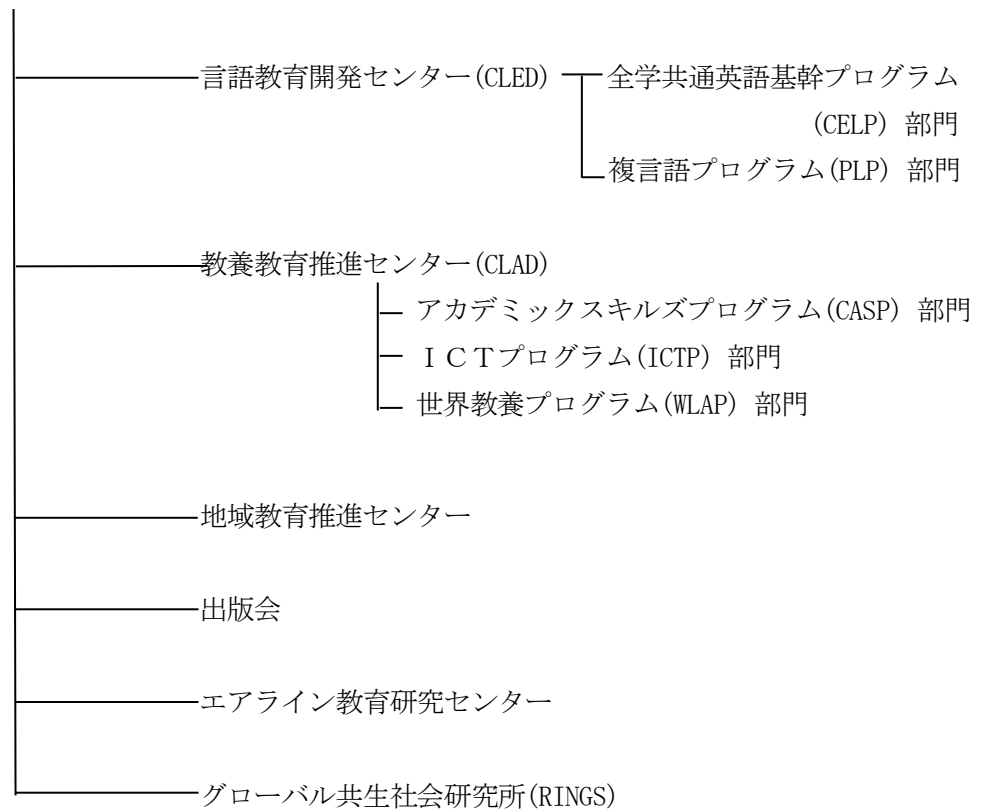 言語教育開発センター(CLED)
全学共通英語基幹プログラム
(CELP) 部門
複言語プログラム(PLP) 部門
教養教育推進センター(CLAD)
アカデミックスキルズプログラム(CASP) 部門
ＩＣＴプログラム(ICTP) 部門
世界教養プログラム(WLAP) 部門
地域教育推進センター
出版会
エアライン教育研究センター
グローバル共生社会研究所(RINGS)